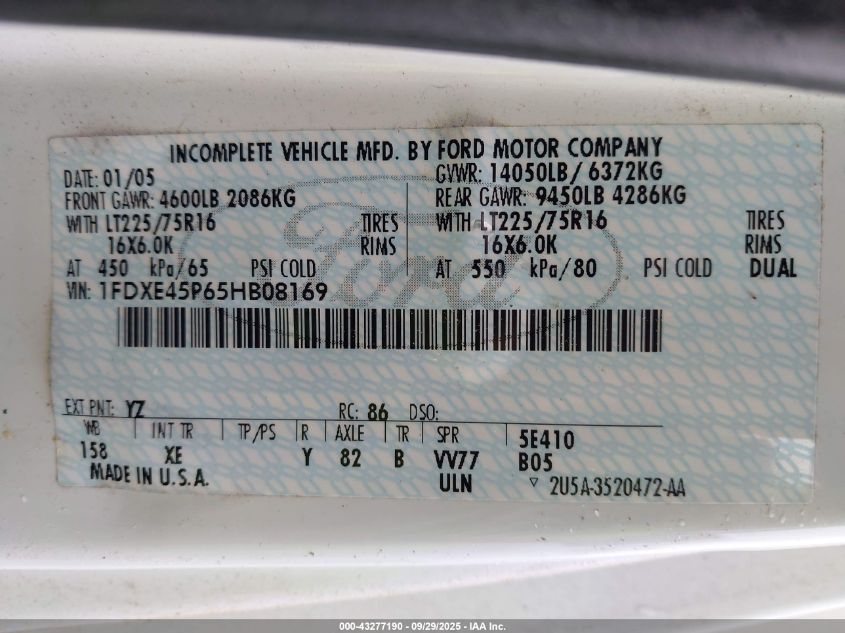 INCOMPLETE VEHICLE MFD. BY FORD MOTOR COMPANY
DATE: 01/05 GVWR: 14050LB/ 6372KG
FRONT GAWR: 4600LB 2086KG REAR GAWR: 9450LB 4286KG
WITH LT225/75R16 TIRES WITH LT225/75R16 TIRES
16X6.0K RIMS 16X6.0K RIMS
AT 450 kPa/65 PSI COLD AT 550 kPa/80 PSI COLD DUAL
VIN: 1FDXE45P65HB08169
Ford
EXT PNT: YZ RC: 86 DSO:
WB INT TR TP/PS R AXLE TR SPR 5E410
158 XE Y 82 B VV77 B05
MADE IN U.S.A. ULN 2U5A-3520472-AA
000-43277190 - 09/29/2025 - IAA Inc.